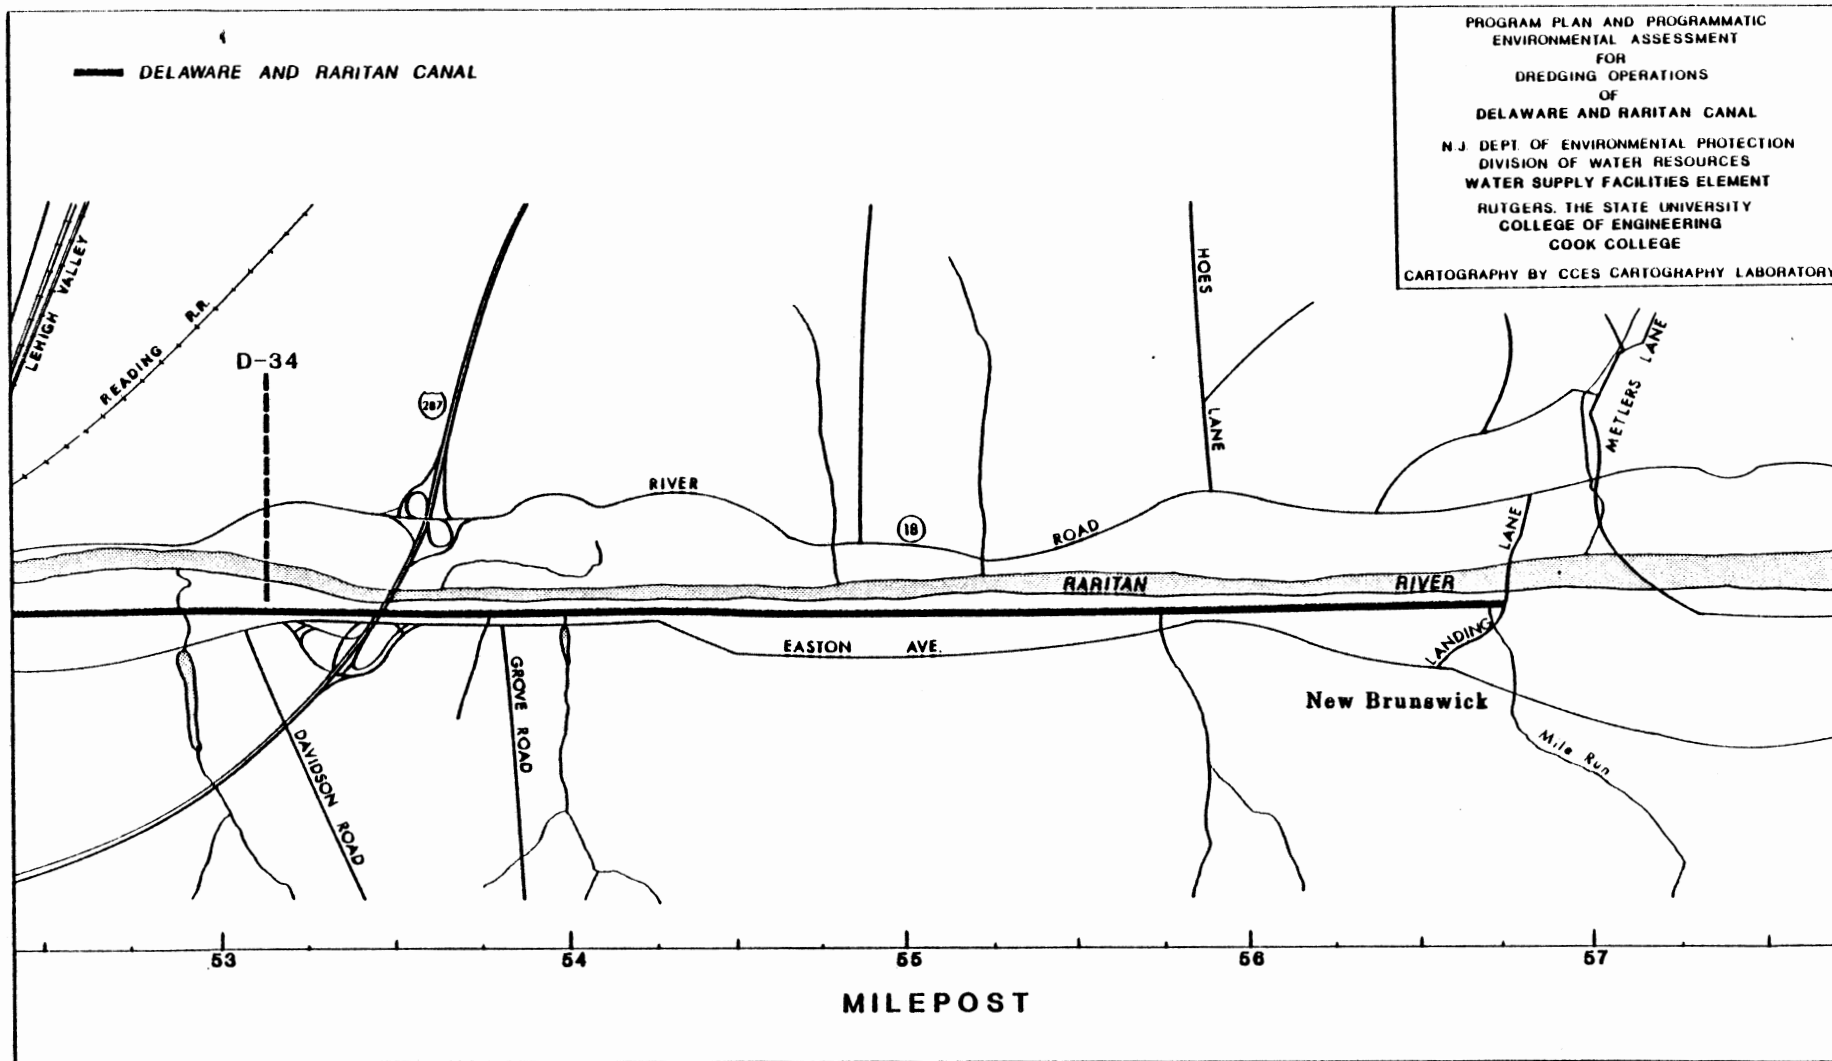 DELAWARE AND RARITAN CANAL
PROGRAM PLAN AND PROGRAMMATIC
ENVIRONMENTAL ASSESSMENT
FOR
DREDGING OPERATIONS
OF
DELAWARE AND RARITAN CANAL
N.J. DEPT. OF ENVIRONMENTAL PROTECTION
DIVISION OF WATER RESOURCES
WATER SUPPLY FACILITIES ELEMENT
RUTGERS, THE STATE UNIVERSITY
COLLEGE OF ENGINEERING
COOK COLLEGE
CARTOGRAPHY BY CCES CARTOGRAPHY LABORATORY
LEHIGH VALLEY
READING R.R.
D-34
287
HOES LANE
METLERS LANE
RIVER ROAD
18
RARITAN RIVER
LANDING LANE
EASTON AVE.
GROVE ROAD
DAVIDSON ROAD
New Brunswick
Mile Run
53 54 55 56 57
MILEPOST